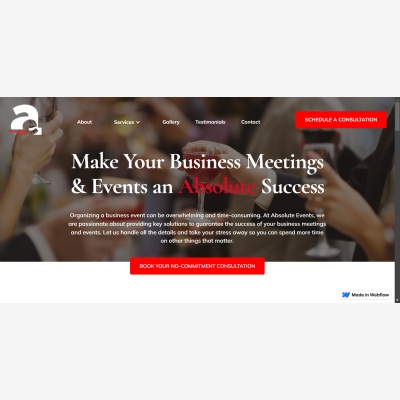 a
About
Services
Gallery
Testimonials
Contact
SCHEDULE A CONSULTATION
Make Your Business Meetings
& Events an Absolute Success
Organizing a business event can be overwhelming and time-consuming. At Absolute Events, we
are passionate about providing key solutions to guarantee the success of your business meetings
and events. Let us handle all the details and take your stress away so you can spend more time
on other things that matter.
BOOK YOUR NO-COMMITMENT CONSULTATION
Made in Webflow